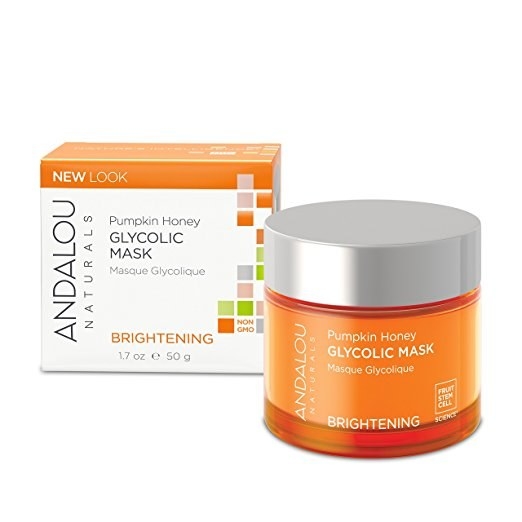 NEW LOOK
ANDALOU
NATURALS
Pumpkin Honey
GLYCOLIC
MASK
Masque Glycolique
NON
GMO
BRIGHTENING
1.7 oz ℮ 50 g
ANDALOU
NATURALS
Pumpkin Honey
GLYCOLIC MASK
Masque Glycolique
FRUIT
STEM
CELL
SCIENCE
BRIGHTENING